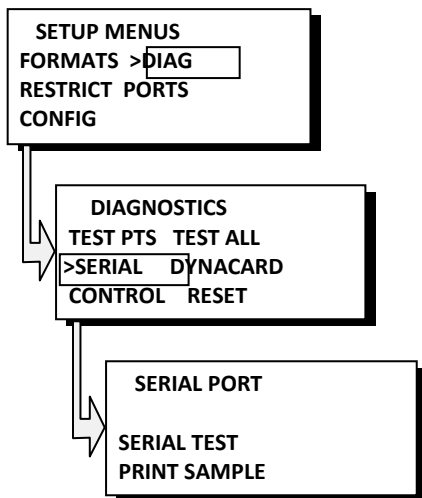 SETUP MENUS
FORMATS >DIAG
RESTRICT PORTS
CONFIG
DIAGNOSTICS
TEST PTS TEST ALL
>SERIAL DYNACARD
CONTROL RESET
SERIAL PORT
SERIAL TEST
PRINT SAMPLE